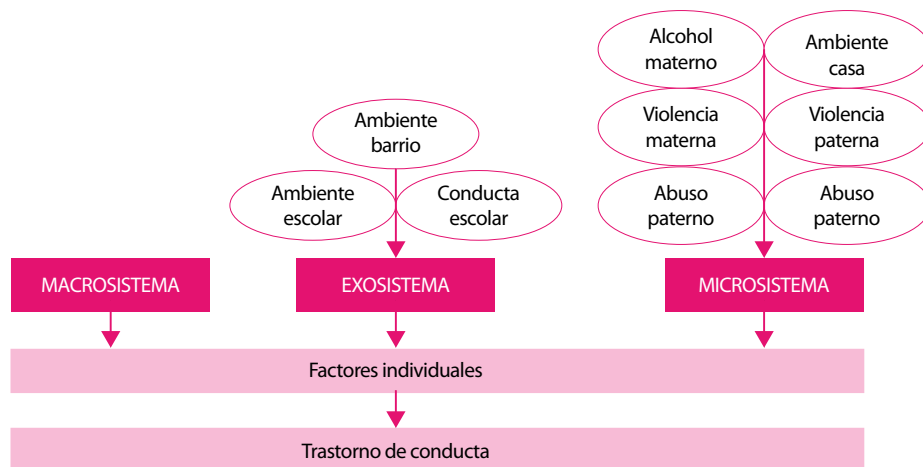 Alcohol
materno
Ambiente
casa
Violencia
materna
Violencia
paterna
Abuso
paterno
Abuso
paterno
Ambiente
barrio
Ambiente
escolar
Conducta
escolar
MACROSISTEMA
EXOSISTEMA
MICROSISTEMA
Factores individuales
Trastorno de conducta